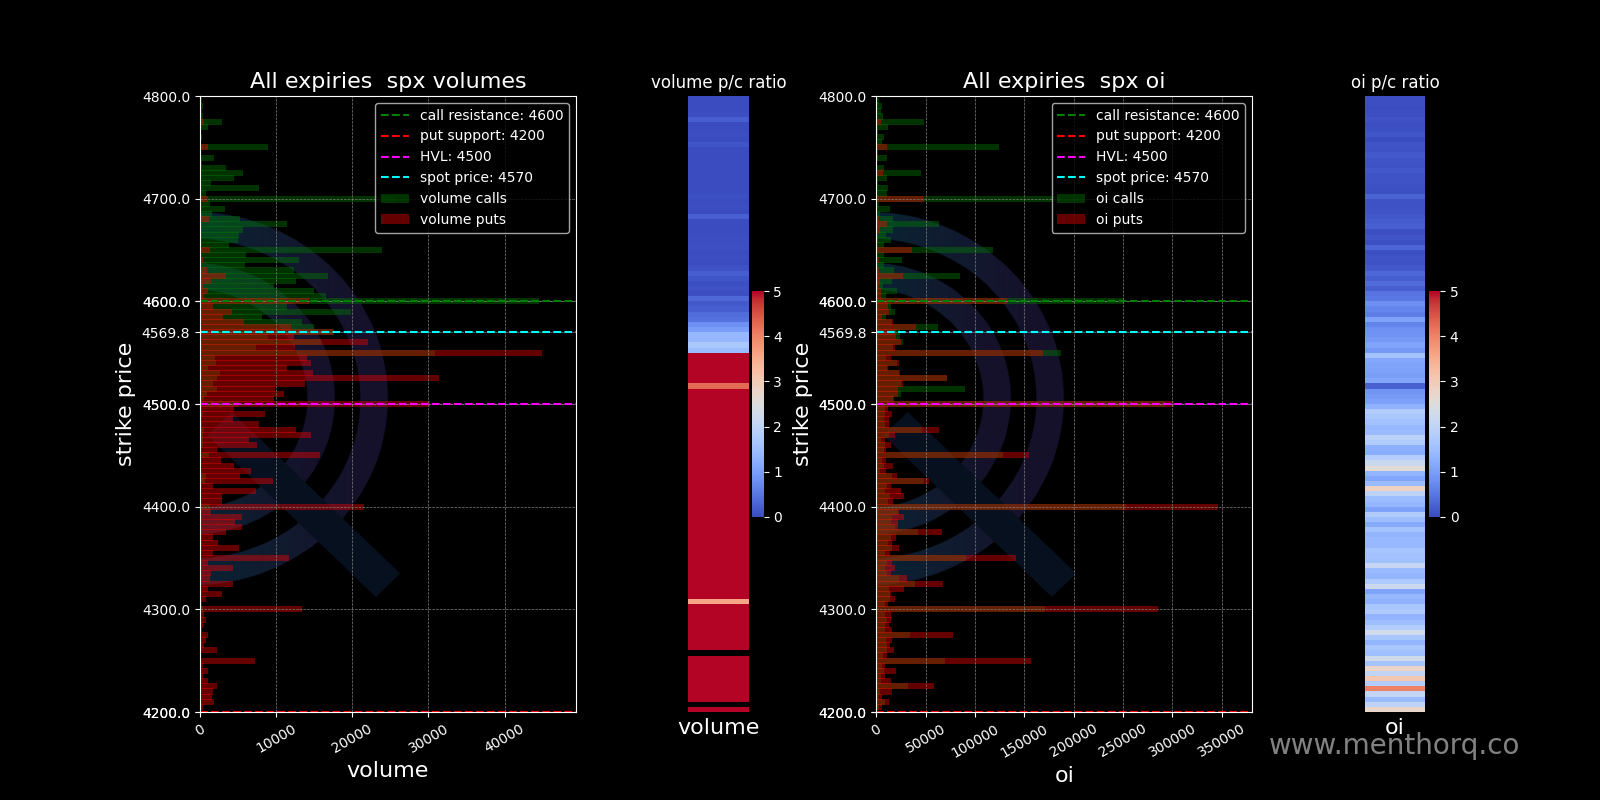 All expiries  spx volumes
volume p/c ratio
All expiries  spx oi
oi p/c ratio
4800.0
4700.0
4600.0
4569.8
4500.0
4400.0
4300.0
4200.0
strike price
call resistance: 4600
put support: 4200
HVL: 4500
spot price: 4570
volume calls
volume puts
0
10000
20000
30000
40000
volume
5
4
3
2
1
0
volume
4800.0
4700.0
4600.0
4569.8
4500.0
4400.0
4300.0
4200.0
strike price
call resistance: 4600
put support: 4200
HVL: 4500
spot price: 4570
oi calls
oi puts
0
50000
100000
150000
200000
250000
300000
350000
oi
5
4
3
2
1
0
oi
www.menthorq.co